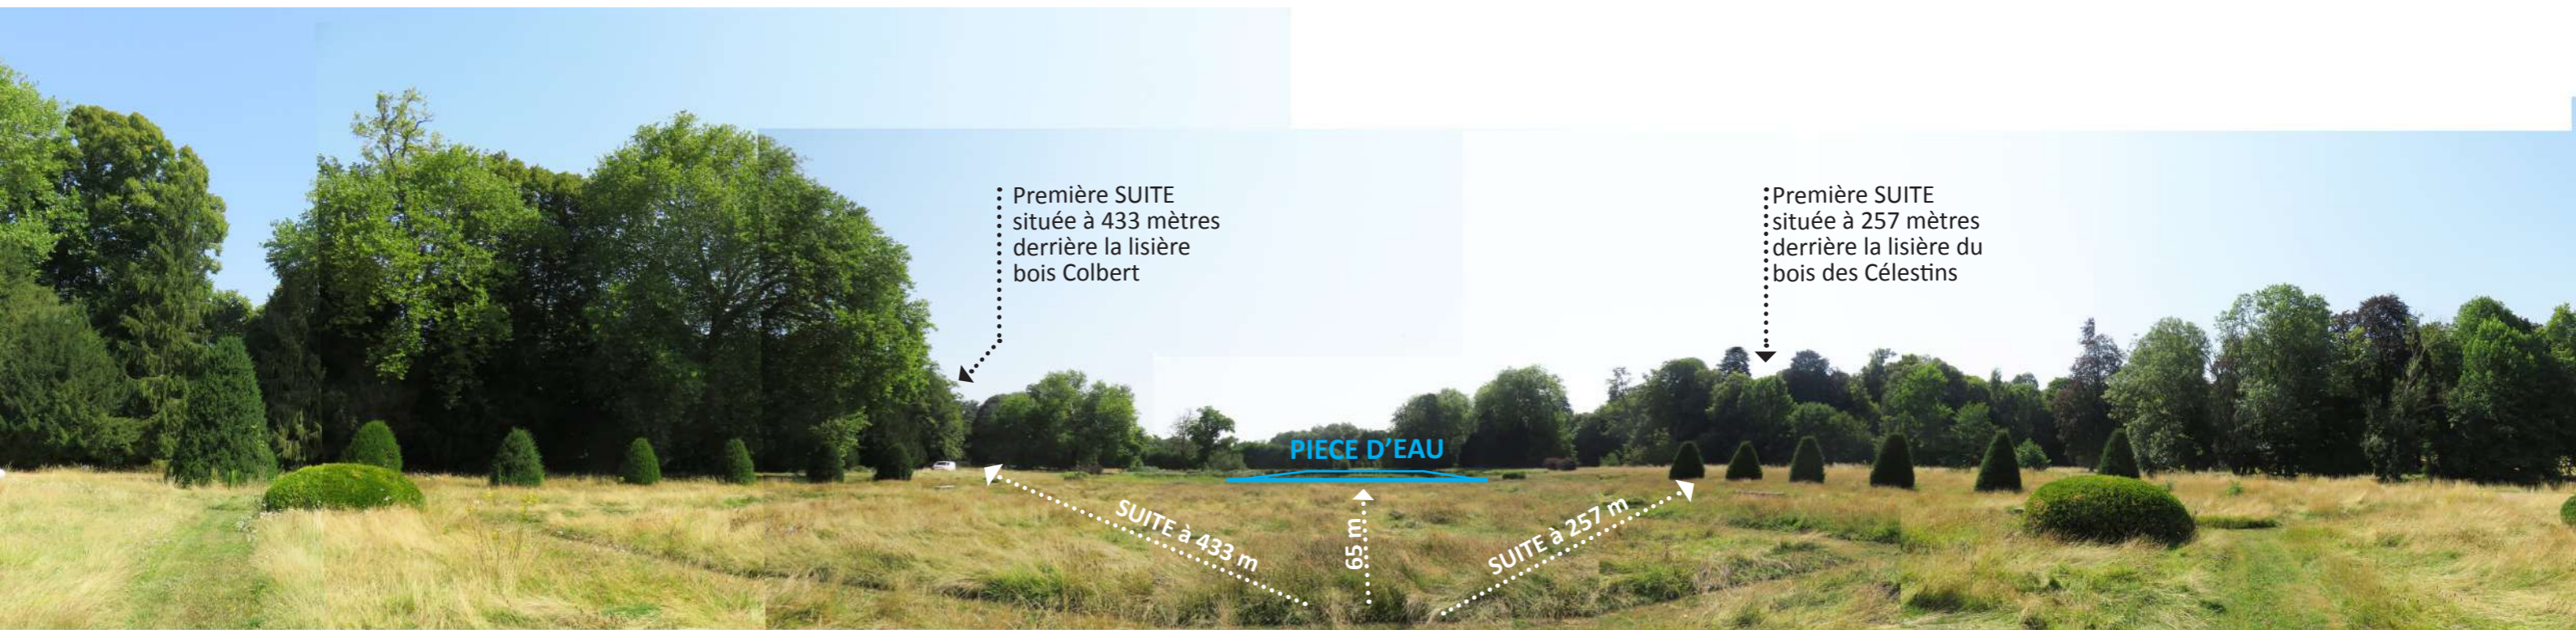 Première SUITE
située à 433 mètres
derrière la lisière
bois Colbert
Première SUITE
située à 257 mètres
derrière la lisière du
bois des Célestins
PIECE D'EAU
SUITE à 433 m
65 m
SUITE à 257 m